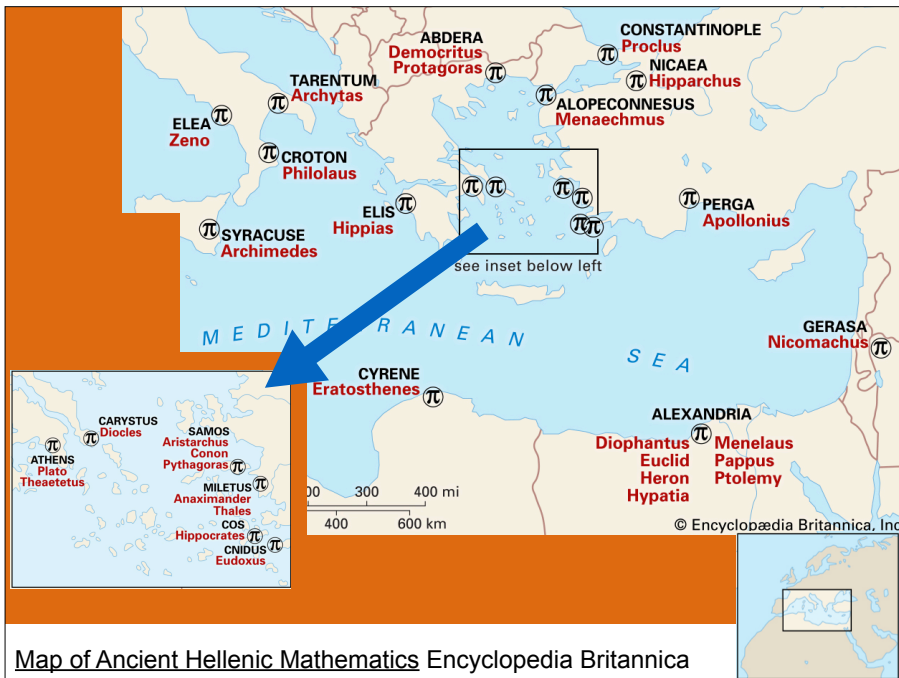 ABDERA
Democritus
Protagoras
π
CONSTANTINOPLE
Proclus
π
NICAEA
Hipparchus
π
TARENTUM
Archytas
π
ALOPECONNESUS
Menaechmus
π
ELEA
Zeno
π
CROTON
Philolaus
π
ELIS
Hippias
π
π π
π
π
π π
PERGA
Apollonius
π
SYRACUSE
Archimedes
π
see inset below left
MEDITERRANEAN
SEA
GERASA
Nicomachus
π
CYRENE
Eratosthenes
π
ALEXANDRIA
π
Diophantus Menelaus
Euclid Pappus
Heron Ptolemy
Hypatia
CARYSTUS
Diocles
π
ATHENS
Plato
Theaetetus
π
SAMOS
Aristarchus
Conon
Pythagoras
π
MILETUS
Anaximander
Thales
π
COS
Hippocrates
π
CNIDUS
Eudoxus
π
00 300 400 mi
400 600 km
© Encyclopædia Britannica, Inc
Map of Ancient Hellenic Mathematics Encyclopedia Britannica